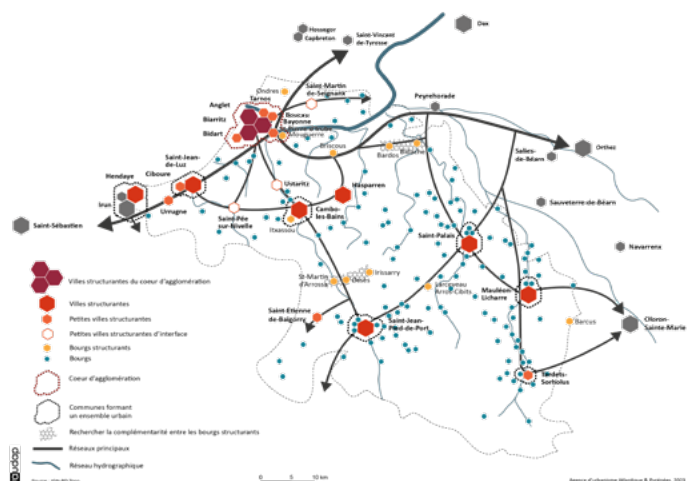 Hossegor
Capbreton
Saint-Vincent
de-Tyrosse
Dax
Ondres
Tarnos
Saint-Martin
de-Seignanx
Peyrehorade
Anglet
Boucau
Bayonne
Biarritz
Bidart
Briscous
Bardos
Bidache
Salies-
de-Béarn
Orthez
Saint-Jean-
de-Luz
Ciboure
Hendaye
Irun
Urrugne
Ustaritz
Hasparren
Cambo-
les-Bains
Saint-Pée
sur-Nivelle
Itxassou
Sauveterre-de-Béarn
Saint-Sébastien
Saint-Palais
Navarrenx
St-Martin
d'Arrossa
Ossès
Irissarry
Larceveau
Arros-Cibits
Mauléon
Licharre
Saint-Etienne
de-Baïgorry
Saint-Jean
Pied-de-Port
Barcus
Oloron-
Sainte-Marie
Tardets-
Sorholus
Villes structurantes du coeur d'agglomération
Villes structurantes
Petites villes structurantes
Petites villes structurantes d'interface
Bourgs structurants
Bourgs
Coeur d'agglomération
Communes formant
un ensemble urbain
Rechercher la complémentarité entre les bourgs structurants
Réseaux principaux
Réseau hydrographique
audap
0 5 10 km